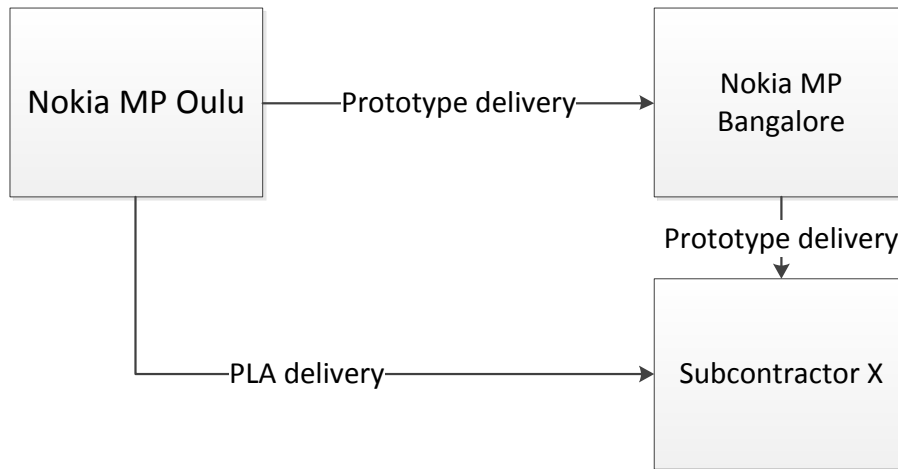 Nokia MP Oulu
Prototype delivery
Nokia MP
Bangalore
Prototype delivery
PLA delivery
Subcontractor X